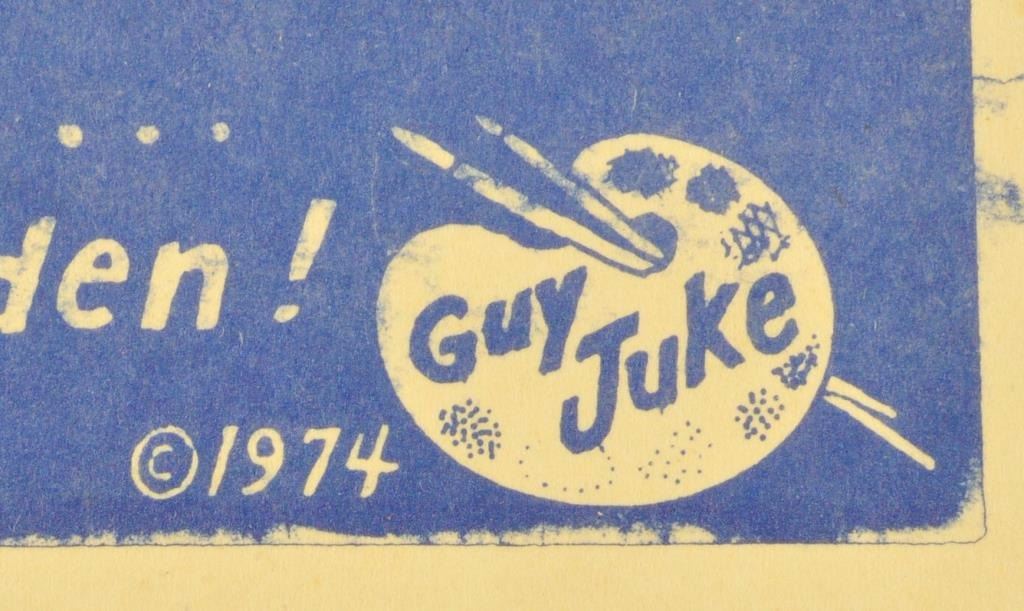 . . .
den!
Guy
Juke
©1974